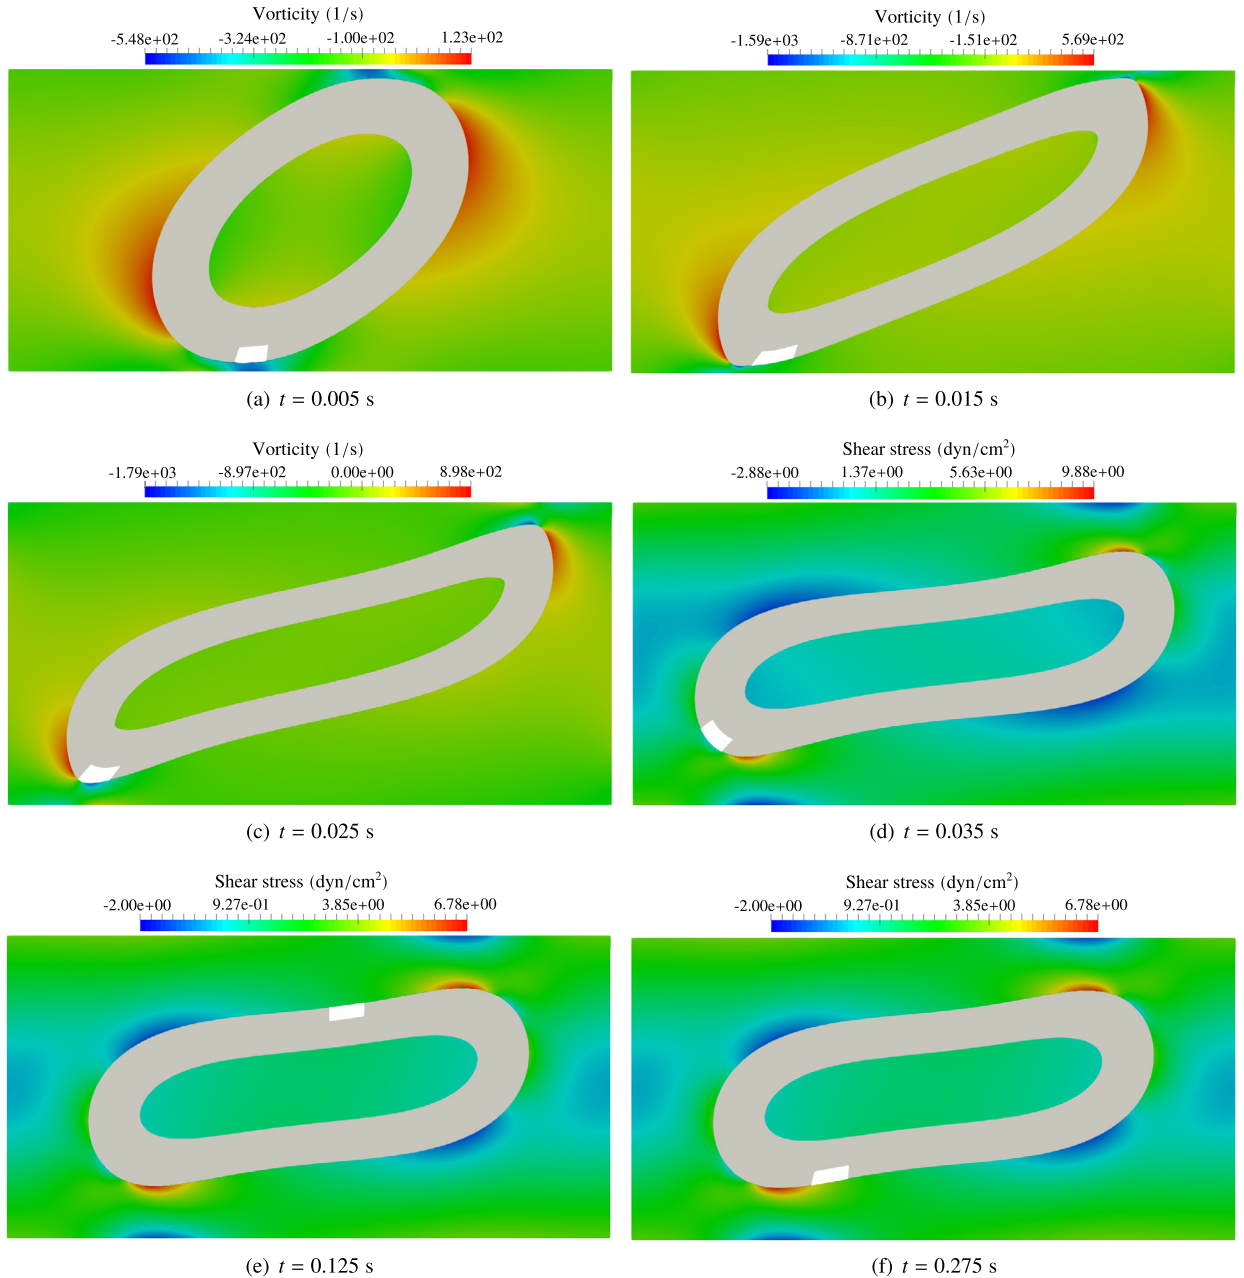 Vorticity (1/s)
-5.48e+02 -3.24e+02 -1.00e+02 1.23e+02
(a) t = 0.005 s
Vorticity (1/s)
-1.59e+03 -8.71e+02 -1.51e+02 5.69e+02
(b) t = 0.015 s
Vorticity (1/s)
-1.79e+03 -8.97e+02 0.00e+00 8.98e+02
(c) t = 0.025 s
Shear stress (dyn/cm²)
-2.88e+00 1.37e+00 5.63e+00 9.88e+00
(d) t = 0.035 s
Shear stress (dyn/cm²)
-2.00e+00 9.27e-01 3.85e+00 6.78e+00
(e) t = 0.125 s
Shear stress (dyn/cm²)
-2.00e+00 9.27e-01 3.85e+00 6.78e+00
(f) t = 0.275 s